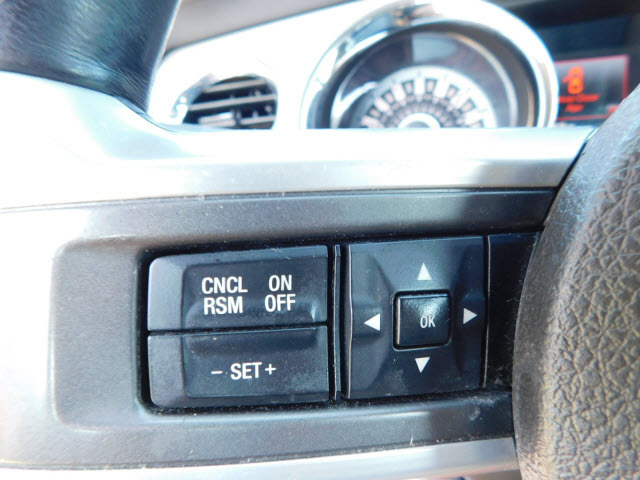 CNCL ON
RSM OFF
- SET +
OK